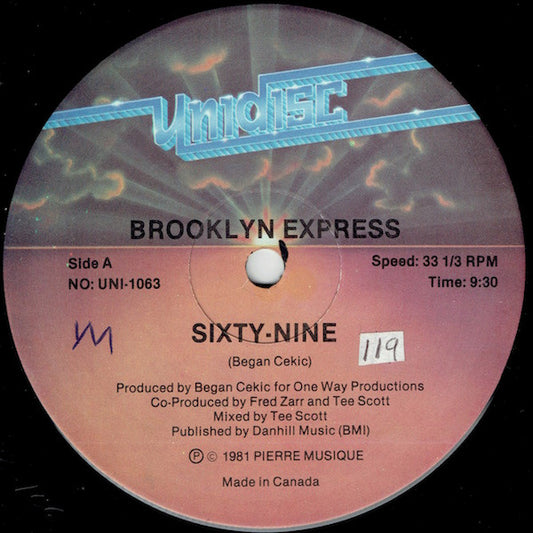 unidisc
BROOKLYN EXPRESS
Side A
NO: UNI-1063
Speed: 33 1/3 RPM
Time: 9:30
SIXTY-NINE
(Began Cekic)
119
Produced by Began Cekic for One Way Productions
Co-Produced by Fred Zarr and Tee Scott
Mixed by Tee Scott
Published by Danhill Music (BMI)
Ⓟ © 1981 PIERRE MUSIQUE
Made in Canada